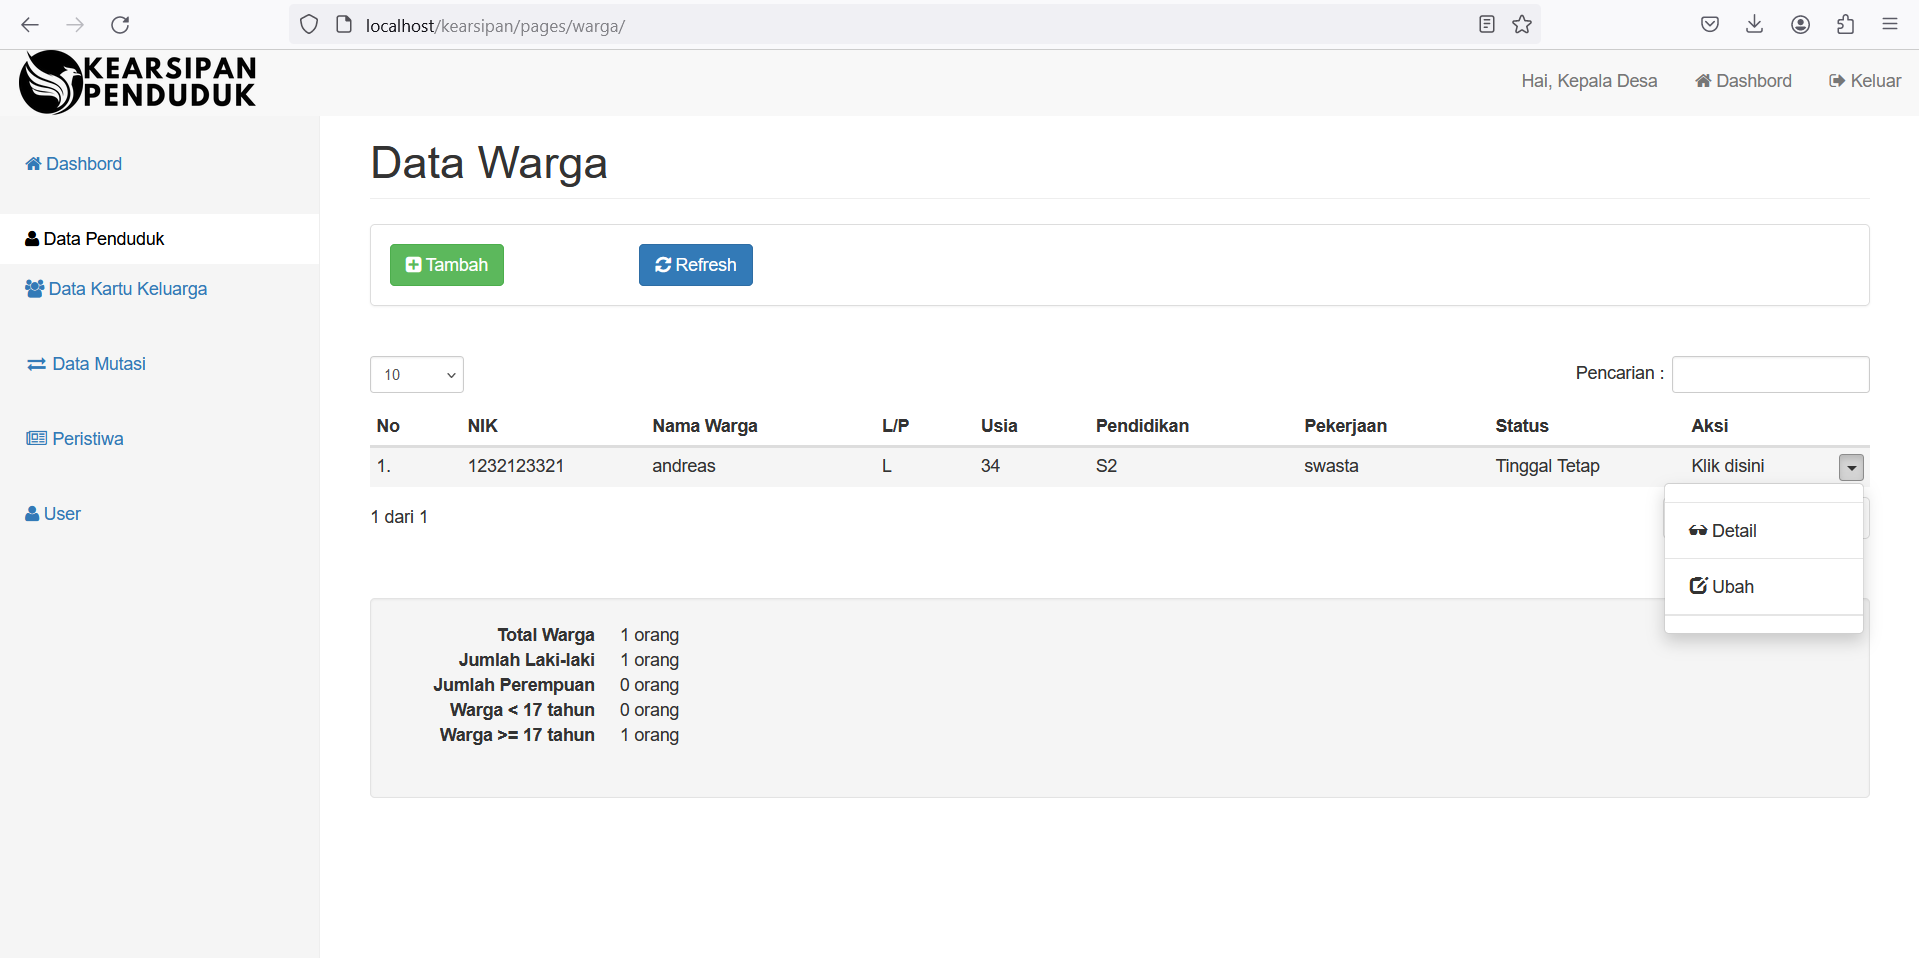 localhost/kearsipan/pages/warga/
KEARSIPAN
PENDUDUK
Hai, Kepala Desa
Dashbord
Keluar
Dashbord
Data Penduduk
Data Kartu Keluarga
Data Mutasi
Peristiwa
User
Data Warga
Tambah
Refresh
10
Pencarian :
No NIK Nama Warga L/P Usia Pendidikan Pekerjaan Status Aksi
1. 1232123321 andreas L 34 S2 swasta Tinggal Tetap Klik disini
1 dari 1
Detail
Ubah
Total Warga 1 orang
Jumlah Laki-laki 1 orang
Jumlah Perempuan 0 orang
Warga < 17 tahun 0 orang
Warga >= 17 tahun 1 orang